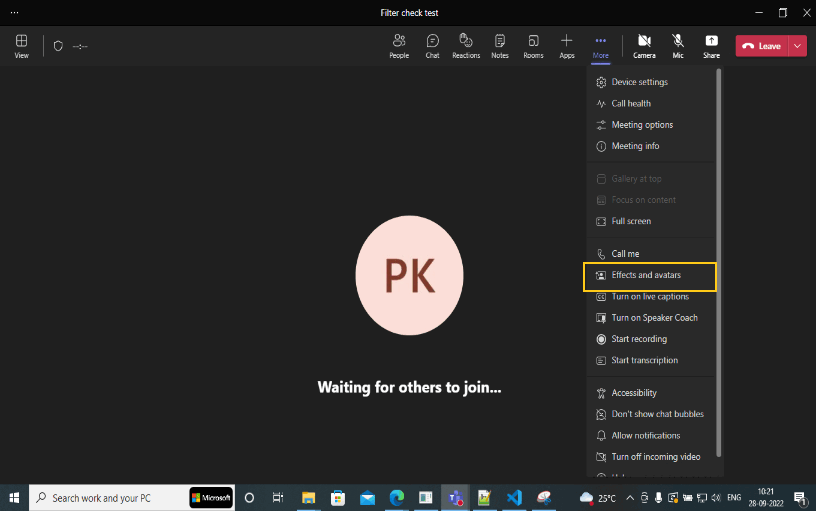 Filter check test
View
--:--
People
Chat
Reactions
Notes
Rooms
Apps
More
Camera
Mic
Share
Leave
Device settings
Call health
Meeting options
Meeting info
Gallery at top
Focus on content
Full screen
Call me
Effects and avatars
Turn on live captions
Turn on Speaker Coach
Start recording
Start transcription
Accessibility
Don't show chat bubbles
Allow notifications
Turn off incoming video
PK
Waiting for others to join...
Search work and your PC
Microsoft
25°C
ENG
10:21
28-09-2022
1